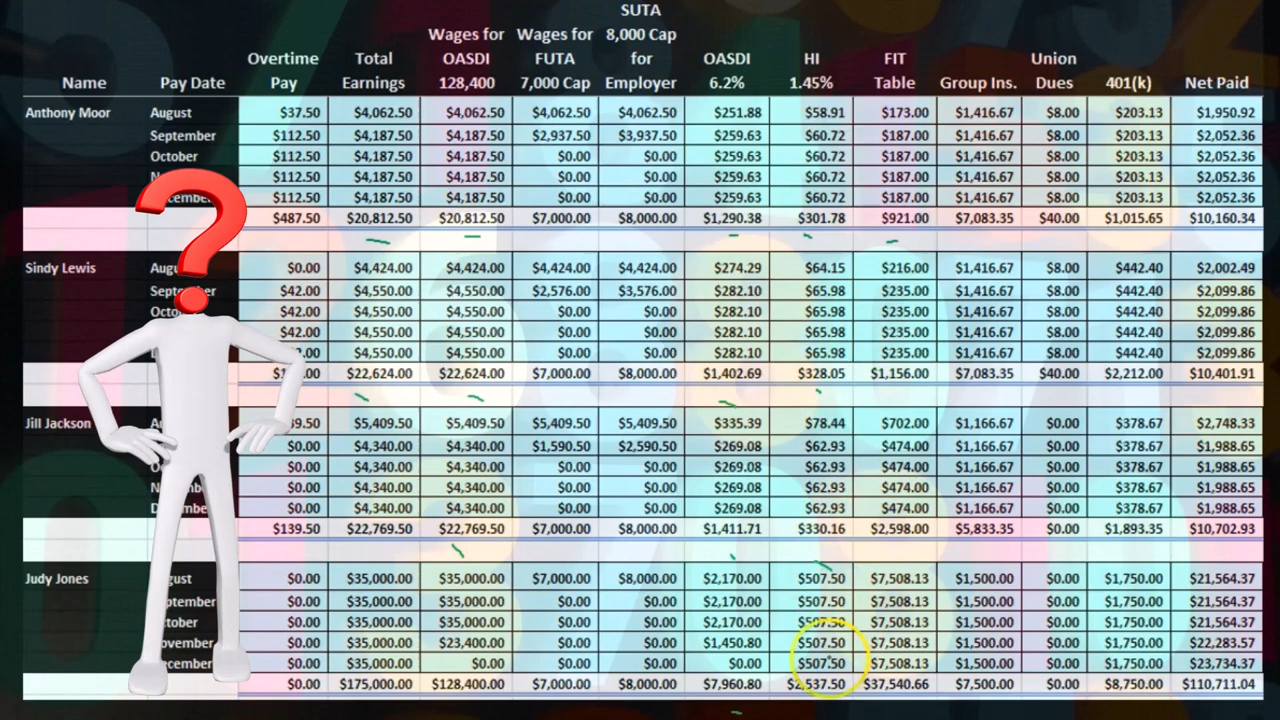 SUTA
Wages for Wages for 8,000 Cap
Overtime Total OASDI FUTA for OASDI HI FIT Union
Name Pay Date Pay Earnings 128,400 7,000 Cap Employer 6.2% 1.45% Table Group Ins. Dues 401(k) Net Paid
Anthony Moor August $37.50 $4,062.50 $4,062.50 $4,062.50 $4,062.50 $251.88 $58.91 $173.00 $1,416.67 $8.00 $203.13 $1,950.92
September $112.50 $4,187.50 $4,187.50 $2,937.50 $3,937.50 $259.63 $60.72 $187.00 $1,416.67 $8.00 $203.13 $2,052.36
October $112.50 $4,187.50 $4,187.50 $0.00 $0.00 $259.63 $60.72 $187.00 $1,416.67 $8.00 $203.13 $2,052.36
$112.50 $4,187.50 $4,187.50 $0.00 $0.00 $259.63 $60.72 $187.00 $1,416.67 $8.00 $203.13 $2,052.36
$112.50 $4,187.50 $4,187.50 $0.00 $0.00 $259.63 $60.72 $187.00 $1,416.67 $8.00 $203.13 $2,052.36
$487.50 $20,812.50 $20,812.50 $7,000.00 $8,000.00 $1,290.38 $301.78 $921.00 $7,083.35 $40.00 $1,015.65 $10,160.34
Sindy Lewis $0.00 $4,424.00 $4,424.00 $4,424.00 $4,424.00 $274.29 $64.15 $216.00 $1,416.67 $8.00 $442.40 $2,002.49
$42.00 $4,550.00 $4,550.00 $2,576.00 $3,576.00 $282.10 $65.98 $235.00 $1,416.67 $8.00 $442.40 $2,099.86
$42.00 $4,550.00 $4,550.00 $0.00 $0.00 $282.10 $65.98 $235.00 $1,416.67 $8.00 $442.40 $2,099.86
$42.00 $4,550.00 $4,550.00 $0.00 $0.00 $282.10 $65.98 $235.00 $1,416.67 $8.00 $442.40 $2,099.86
$4,550.00 $4,550.00 $0.00 $0.00 $282.10 $65.98 $235.00 $1,416.67 $8.00 $442.40 $2,099.86
$22,624.00 $22,624.00 $7,000.00 $8,000.00 $1,402.69 $328.05 $1,156.00 $7,083.35 $40.00 $2,212.00 $10,401.91
Jill Jackson $5,409.50 $5,409.50 $5,409.50 $5,409.50 $335.39 $78.44 $702.00 $1,166.67 $0.00 $378.67 $2,748.33
$0.00 $4,340.00 $4,340.00 $1,590.50 $2,590.50 $269.08 $62.93 $474.00 $1,166.67 $0.00 $378.67 $1,988.65
$0.00 $4,340.00 $4,340.00 $0.00 $0.00 $269.08 $62.93 $474.00 $1,166.67 $0.00 $378.67 $1,988.65
$0.00 $4,340.00 $4,340.00 $0.00 $0.00 $269.08 $62.93 $474.00 $1,166.67 $0.00 $378.67 $1,988.65
$0.00 $4,340.00 $4,340.00 $0.00 $0.00 $269.08 $62.93 $474.00 $1,166.67 $0.00 $378.67 $1,988.65
$139.50 $22,769.50 $22,769.50 $7,000.00 $8,000.00 $1,411.71 $330.16 $2,598.00 $5,833.35 $0.00 $1,893.35 $10,702.93
Judy Jones $0.00 $35,000.00 $35,000.00 $7,000.00 $8,000.00 $2,170.00 $507.50 $7,508.13 $1,500.00 $0.00 $1,750.00 $21,564.37
$0.00 $35,000.00 $35,000.00 $0.00 $0.00 $2,170.00 $507.50 $7,508.13 $1,500.00 $0.00 $1,750.00 $21,564.37
$0.00 $35,000.00 $35,000.00 $0.00 $0.00 $2,170.00 $507.50 $7,508.13 $1,500.00 $0.00 $1,750.00 $21,564.37
$0.00 $35,000.00 $23,400.00 $0.00 $0.00 $1,450.80 $507.50 $7,508.13 $1,500.00 $0.00 $1,750.00 $22,283.57
$0.00 $35,000.00 $0.00 $0.00 $0.00 $0.00 $507.50 $7,508.13 $1,500.00 $0.00 $1,750.00 $23,734.37
$0.00 $175,000.00 $128,400.00 $7,000.00 $8,000.00 $7,960.80 $2,537.50 $37,540.66 $7,500.00 $0.00 $8,750.00 $110,711.04